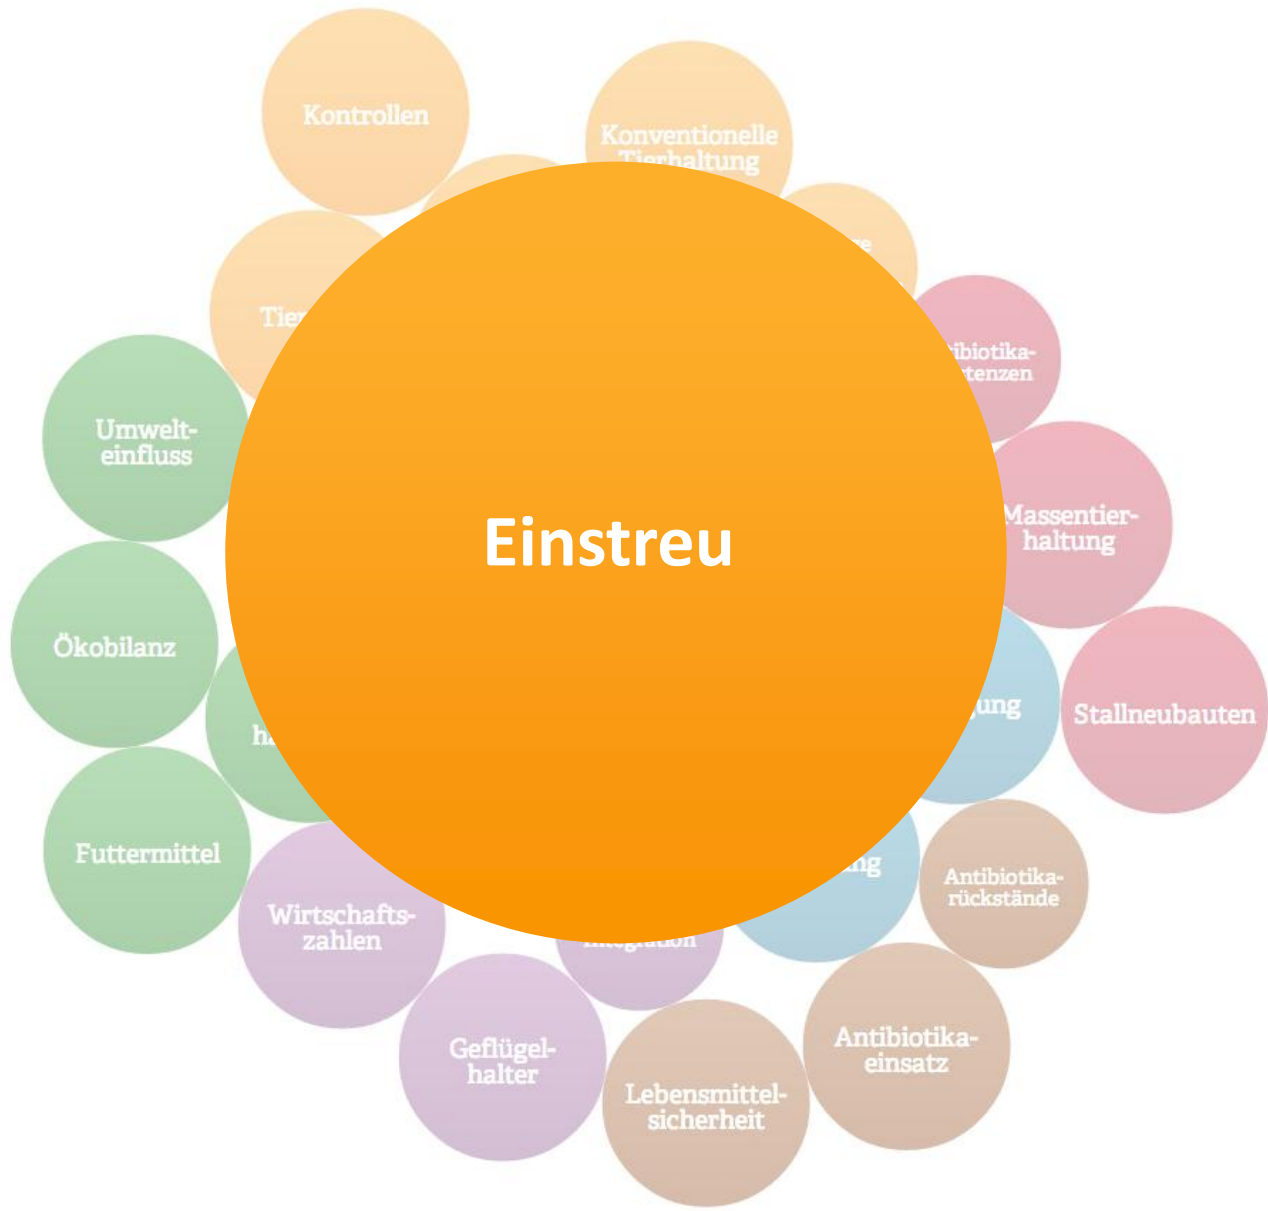 Kontrollen
Konventionelle
Tierhaltung
Umwelt-
einfluss
Massentier-
haltung
Einstreu
Ökobilanz
Stallneubauten
Futtermittel
Antibiotika-
rückstände
Wirtschafts-
zahlen
Geflügel-
halter
Antibiotika-
einsatz
Lebensmittel-
sicherheit